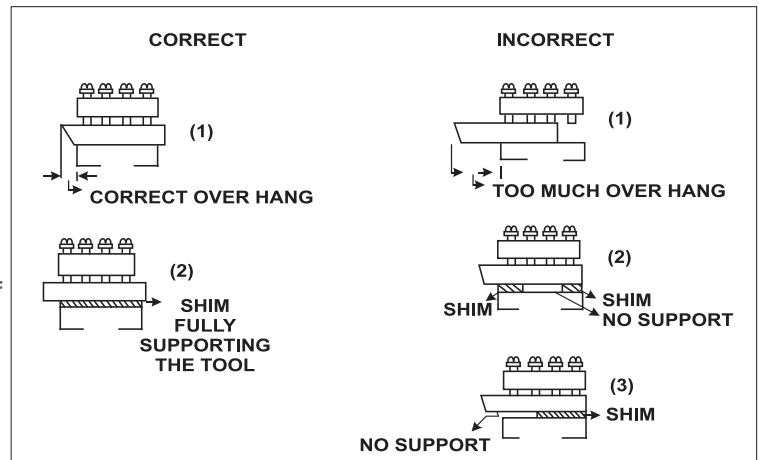 CORRECT
(1)
CORRECT OVER HANG
(2)
SHIM
FULLY
SUPPORTING
THE TOOL
INCORRECT
(1)
TOO MUCH OVER HANG
(2)
SHIM
SHIM
NO SUPPORT
(3)
SHIM
NO SUPPORT